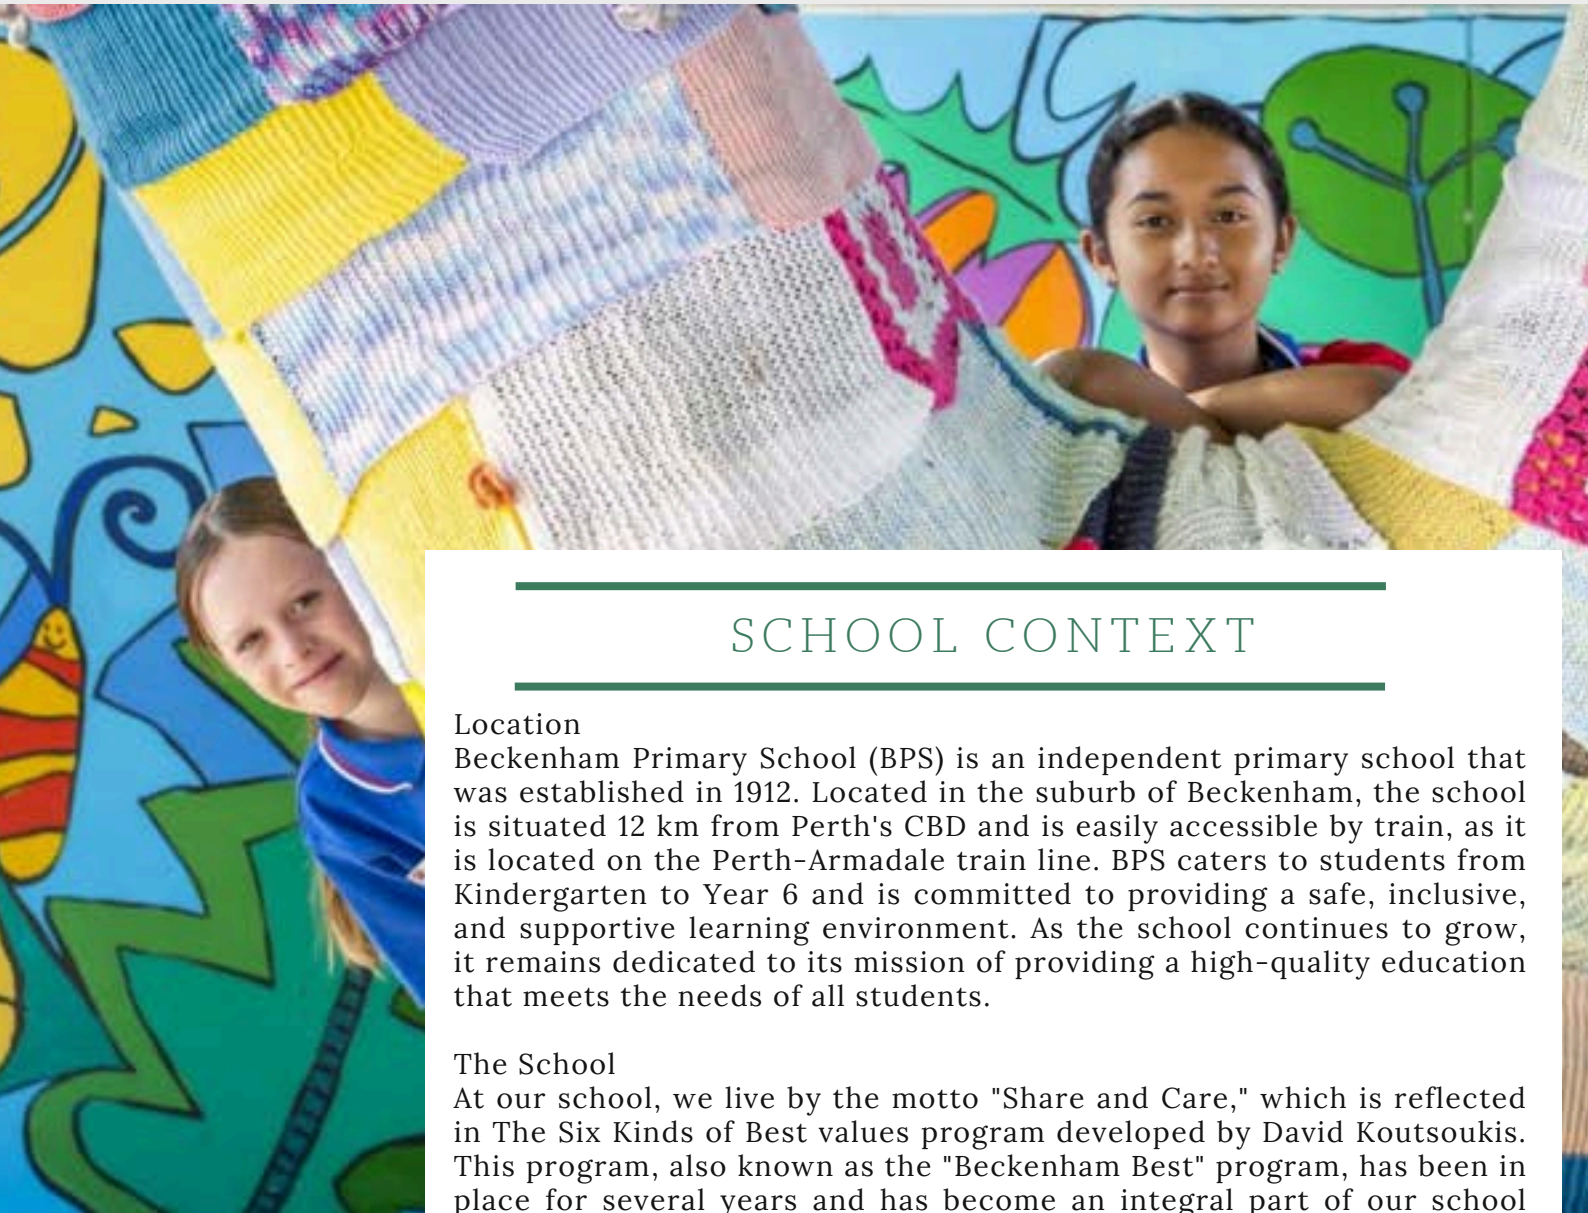 SCHOOL CONTEXT
Location
Beckenham Primary School (BPS) is an independent primary school that
was established in 1912. Located in the suburb of Beckenham, the school
is situated 12 km from Perth's CBD and is easily accessible by train, as it
is located on the Perth-Armadale train line. BPS caters to students from
Kindergarten to Year 6 and is committed to providing a safe, inclusive,
and supportive learning environment. As the school continues to grow,
it remains dedicated to its mission of providing a high-quality education
that meets the needs of all students.
The School
At our school, we live by the motto "Share and Care," which is reflected
in The Six Kinds of Best values program developed by David Koutsoukis.
This program, also known as the "Beckenham Best" program, has been in
place for several years and has become an integral part of our school